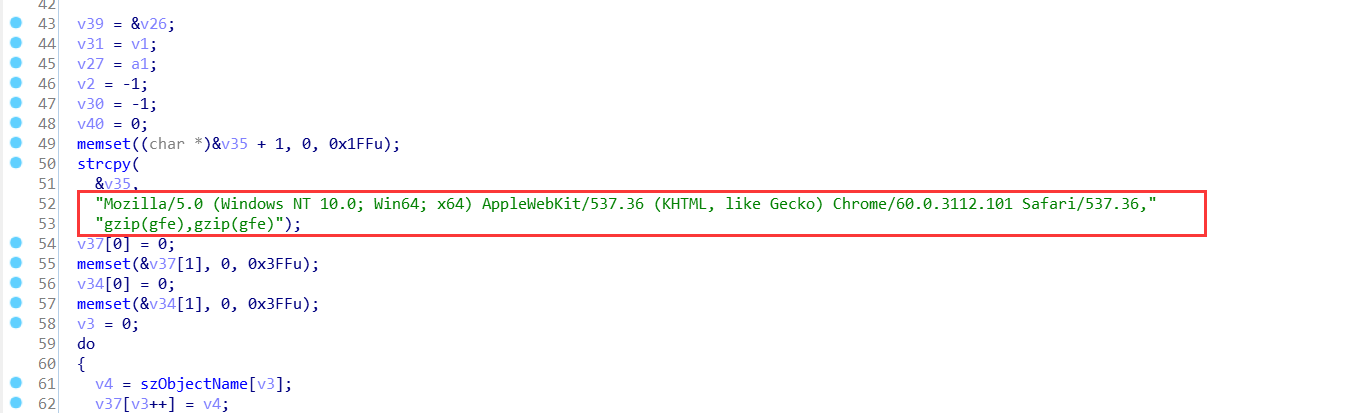 42
43 v39 = &v26;
44 v31 = v1;
45 v27 = a1;
46 v2 = -1;
47 v30 = -1;
48 v40 = 0;
49 memset((char *)&v35 + 1, 0, 0x1FFu);
50 strcpy(
51 &v35,
52 "Mozilla/5.0 (Windows NT 10.0; Win64; x64) AppleWebKit/537.36 (KHTML, like Gecko) Chrome/60.0.3112.101 Safari/537.36,"
53 "gzip(gfe),gzip(gfe)");
54 v37[0] = 0;
55 memset(&v37[1], 0, 0x3FFu);
56 v34[0] = 0;
57 memset(&v34[1], 0, 0x3FFu);
58 v3 = 0;
59 do
60 {
61 v4 = szObjectName[v3];
62 v37[v3++] = v4;